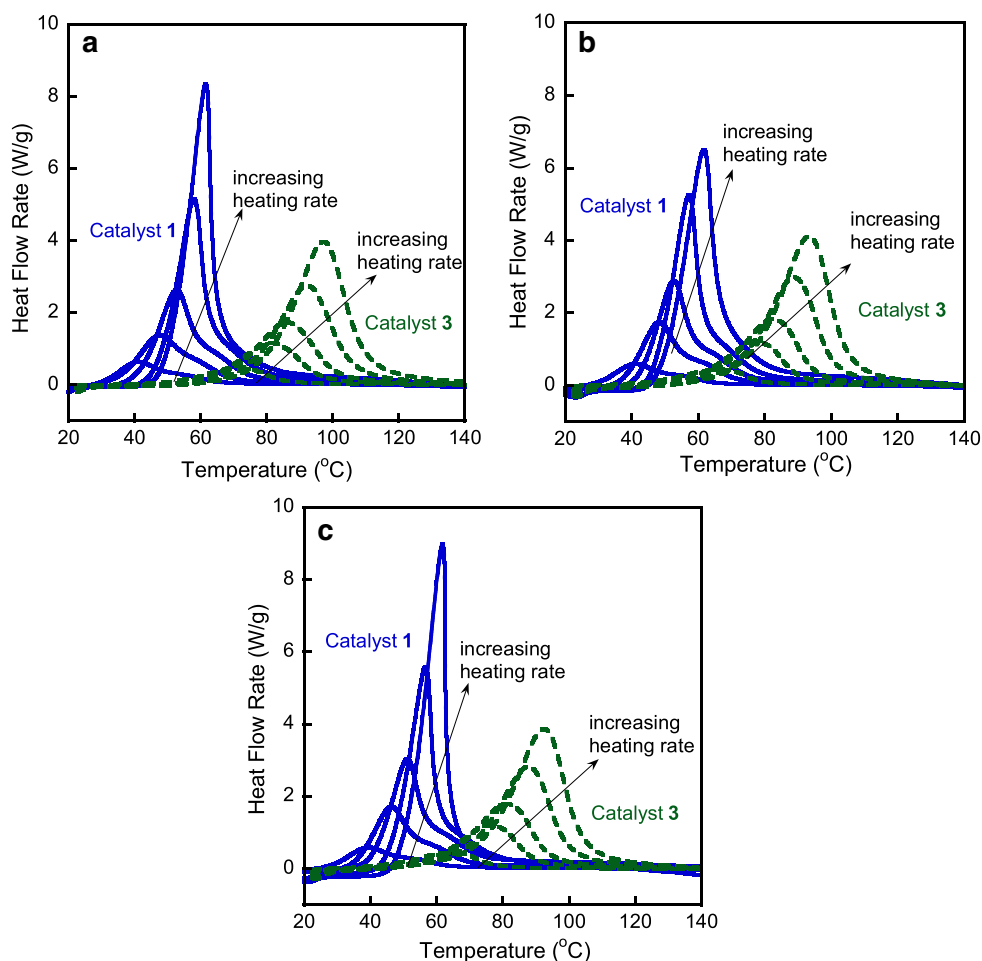 a
10
8
6
4
2
0
Heat Flow Rate (W/g)
increasing
heating rate
Catalyst 1
increasing
heating rate
Catalyst 3
20 40 60 80 100 120 140
Temperature (°C)
b
10
8
6
4
2
0
Heat Flow Rate (W/g)
increasing
heating rate
Catalyst 1
increasing
heating rate
Catalyst 3
20 40 60 80 100 120 140
Temperature (°C)
c
10
8
6
4
2
0
Heat Flow Rate (W/g)
Catalyst 1
increasing
heating rate
increasing
heating rate
Catalyst 3
20 40 60 80 100 120 140
Temperature (°C)